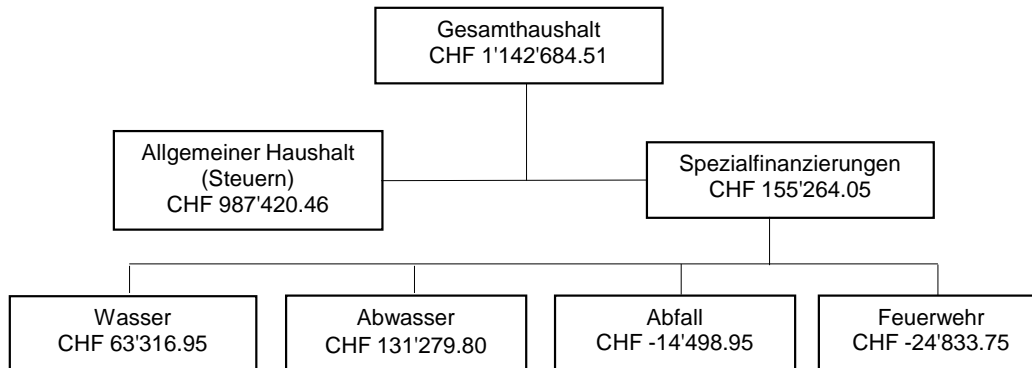 Gesamthaushalt
CHF 1'142'684.51
Allgemeiner Haushalt
(Steuern)
CHF 987'420.46
Spezialfinanzierungen
CHF 155'264.05
Wasser
CHF 63'316.95
Abwasser
CHF 131'279.80
Abfall
CHF -14'498.95
Feuerwehr
CHF -24'833.75